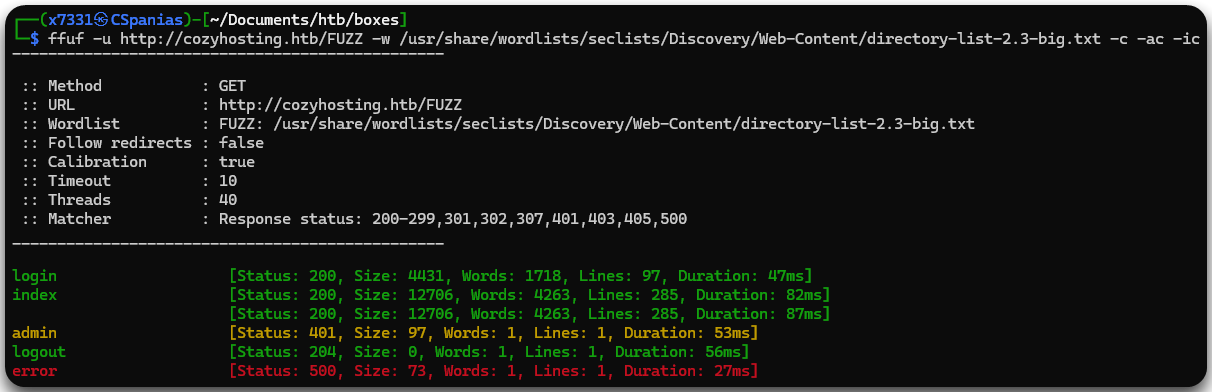 ┌──(x7331㉿CSpanias)-[~/Documents/htb/boxes]
└─$ ffuf -u http://cozyhosting.htb/FUZZ -w /usr/share/wordlists/seclists/Discovery/Web-Content/directory-list-2.3-big.txt -c -ac -ic
________________________________________________
:: Method : GET
:: URL : http://cozyhosting.htb/FUZZ
:: Wordlist : FUZZ: /usr/share/wordlists/seclists/Discovery/Web-Content/directory-list-2.3-big.txt
:: Follow redirects : false
:: Calibration : true
:: Timeout : 10
:: Threads : 40
:: Matcher : Response status: 200-299,301,302,307,401,403,405,500
________________________________________________
login [Status: 200, Size: 4431, Words: 1718, Lines: 97, Duration: 47ms]
index [Status: 200, Size: 12706, Words: 4263, Lines: 285, Duration: 82ms]
[Status: 200, Size: 12706, Words: 4263, Lines: 285, Duration: 87ms]
admin [Status: 401, Size: 97, Words: 1, Lines: 1, Duration: 53ms]
logout [Status: 204, Size: 0, Words: 1, Lines: 1, Duration: 56ms]
error [Status: 500, Size: 73, Words: 1, Lines: 1, Duration: 27ms]